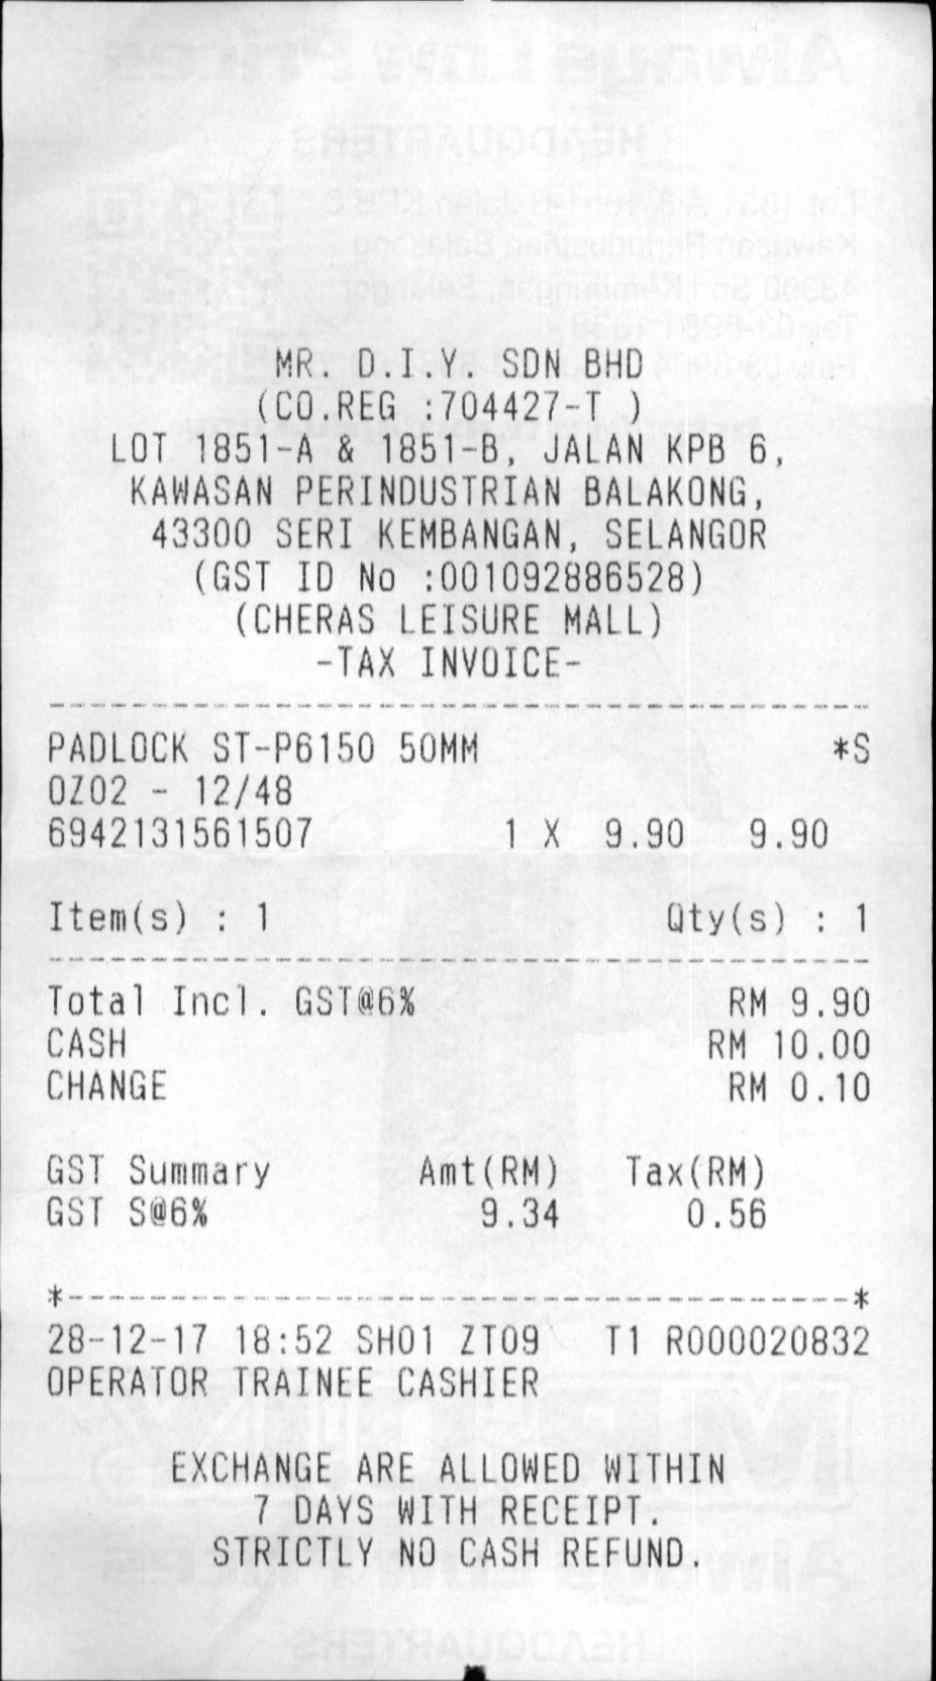 MR. D.I.Y. SDN BHD
(CO.REG :704427-T )
LOT 1851-A & 1851-B, JALAN KPB 6,
KAWASAN PERINDUSTRIAN BALAKONG,
43300 SERI KEMBANGAN, SELANGOR
(GST ID No :001092886528)
(CHERAS LEISURE MALL)
-TAX INVOICE-
PADLOCK ST-P6150 50MM *S
OZ02 - 12/48
6942131561507 1 X 9.90 9.90
Item(s) : 1 Qty(s) : 1
Total Incl. GST@6% RM 9.90
CASH RM 10.00
CHANGE RM 0.10
GST Summary Amt(RM) Tax(RM)
GST S@6% 9.34 0.56
*--------------------------------------*
28-12-17 18:52 SH01 ZT09 T1 R000020832
OPERATOR TRAINEE CASHIER
EXCHANGE ARE ALLOWED WITHIN
7 DAYS WITH RECEIPT.
STRICTLY NO CASH REFUND.